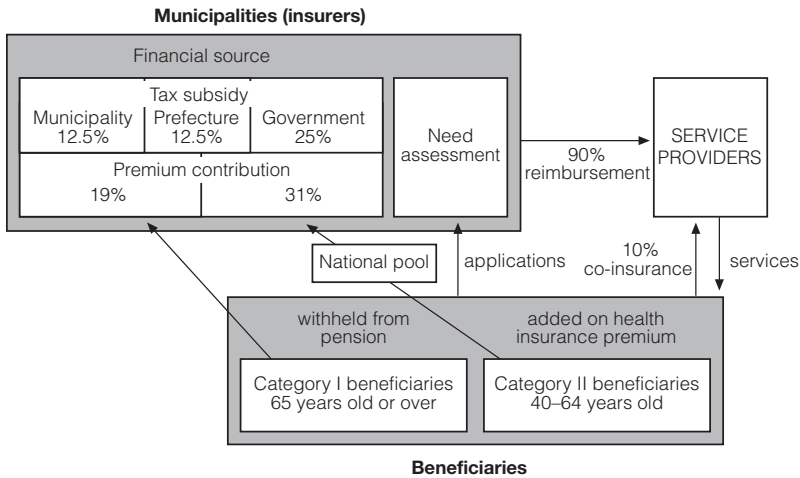 Municipalities (insurers)
Financial source
Tax subsidy
Municipality
12.5%
Prefecture
12.5%
Government
25%
Premium contribution
19%
31%
Need
assessment
90%
reimbursement
SERVICE
PROVIDERS
National pool
applications
10%
co-insurance
services
withheld from
pension
added on health
insurance premium
Category I beneficiaries
65 years old or over
Category II beneficiaries
40–64 years old
Beneficiaries